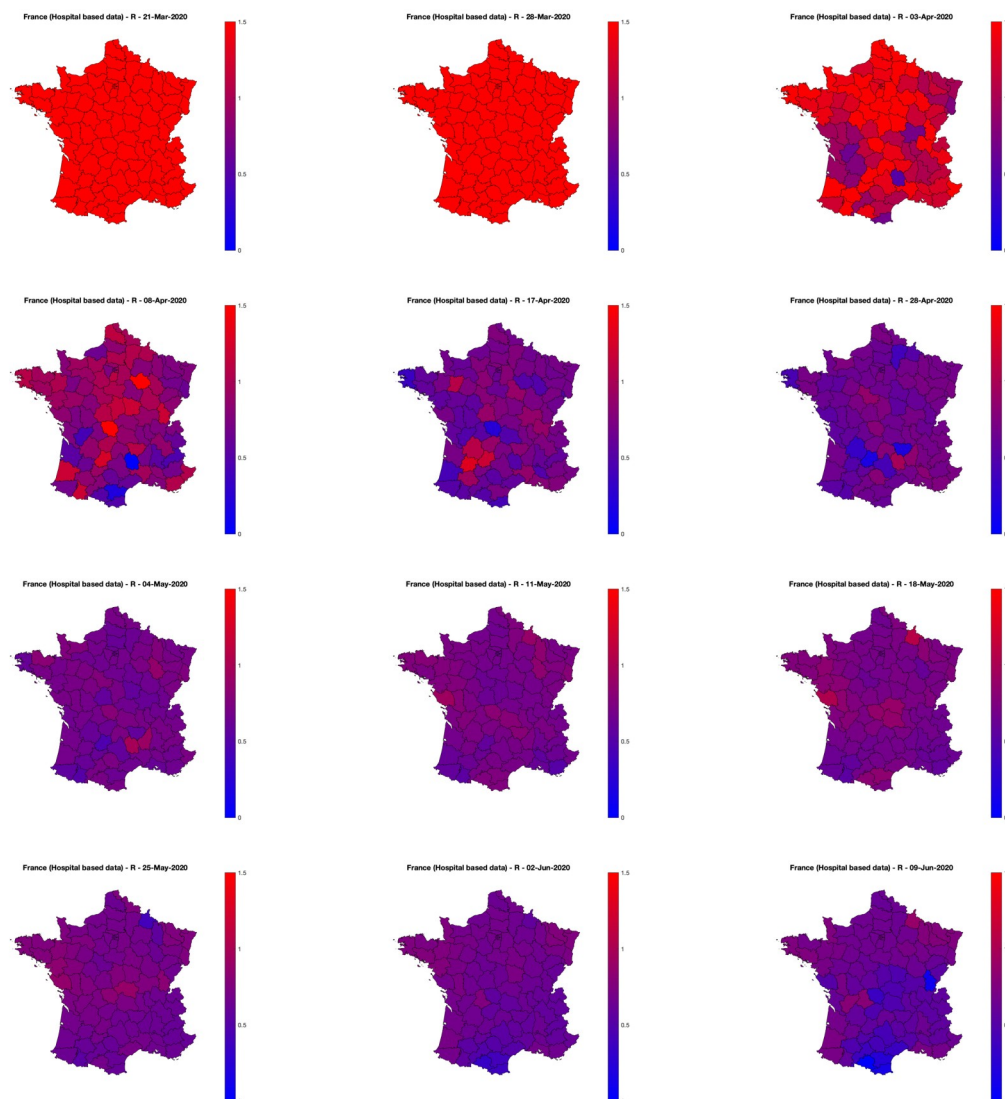 France (Hospital based data) - R - 21-Mar-2020
1.5
1
0.5
0
France (Hospital based data) - R - 28-Mar-2020
1.5
1
0.5
0
France (Hospital based data) - R - 03-Apr-2020
France (Hospital based data) - R - 08-Apr-2020
1.5
1
0.5
0
France (Hospital based data) - R - 17-Apr-2020
1.5
1
0.5
0
France (Hospital based data) - R - 28-Apr-2020
France (Hospital based data) - R - 04-May-2020
1.5
1
0.5
0
France (Hospital based data) - R - 11-May-2020
1.5
1
0.5
0
France (Hospital based data) - R - 18-May-2020
France (Hospital based data) - R - 25-May-2020
1.5
1
0.5
France (Hospital based data) - R - 02-Jun-2020
1.5
1
0.5
France (Hospital based data) - R - 09-Jun-2020